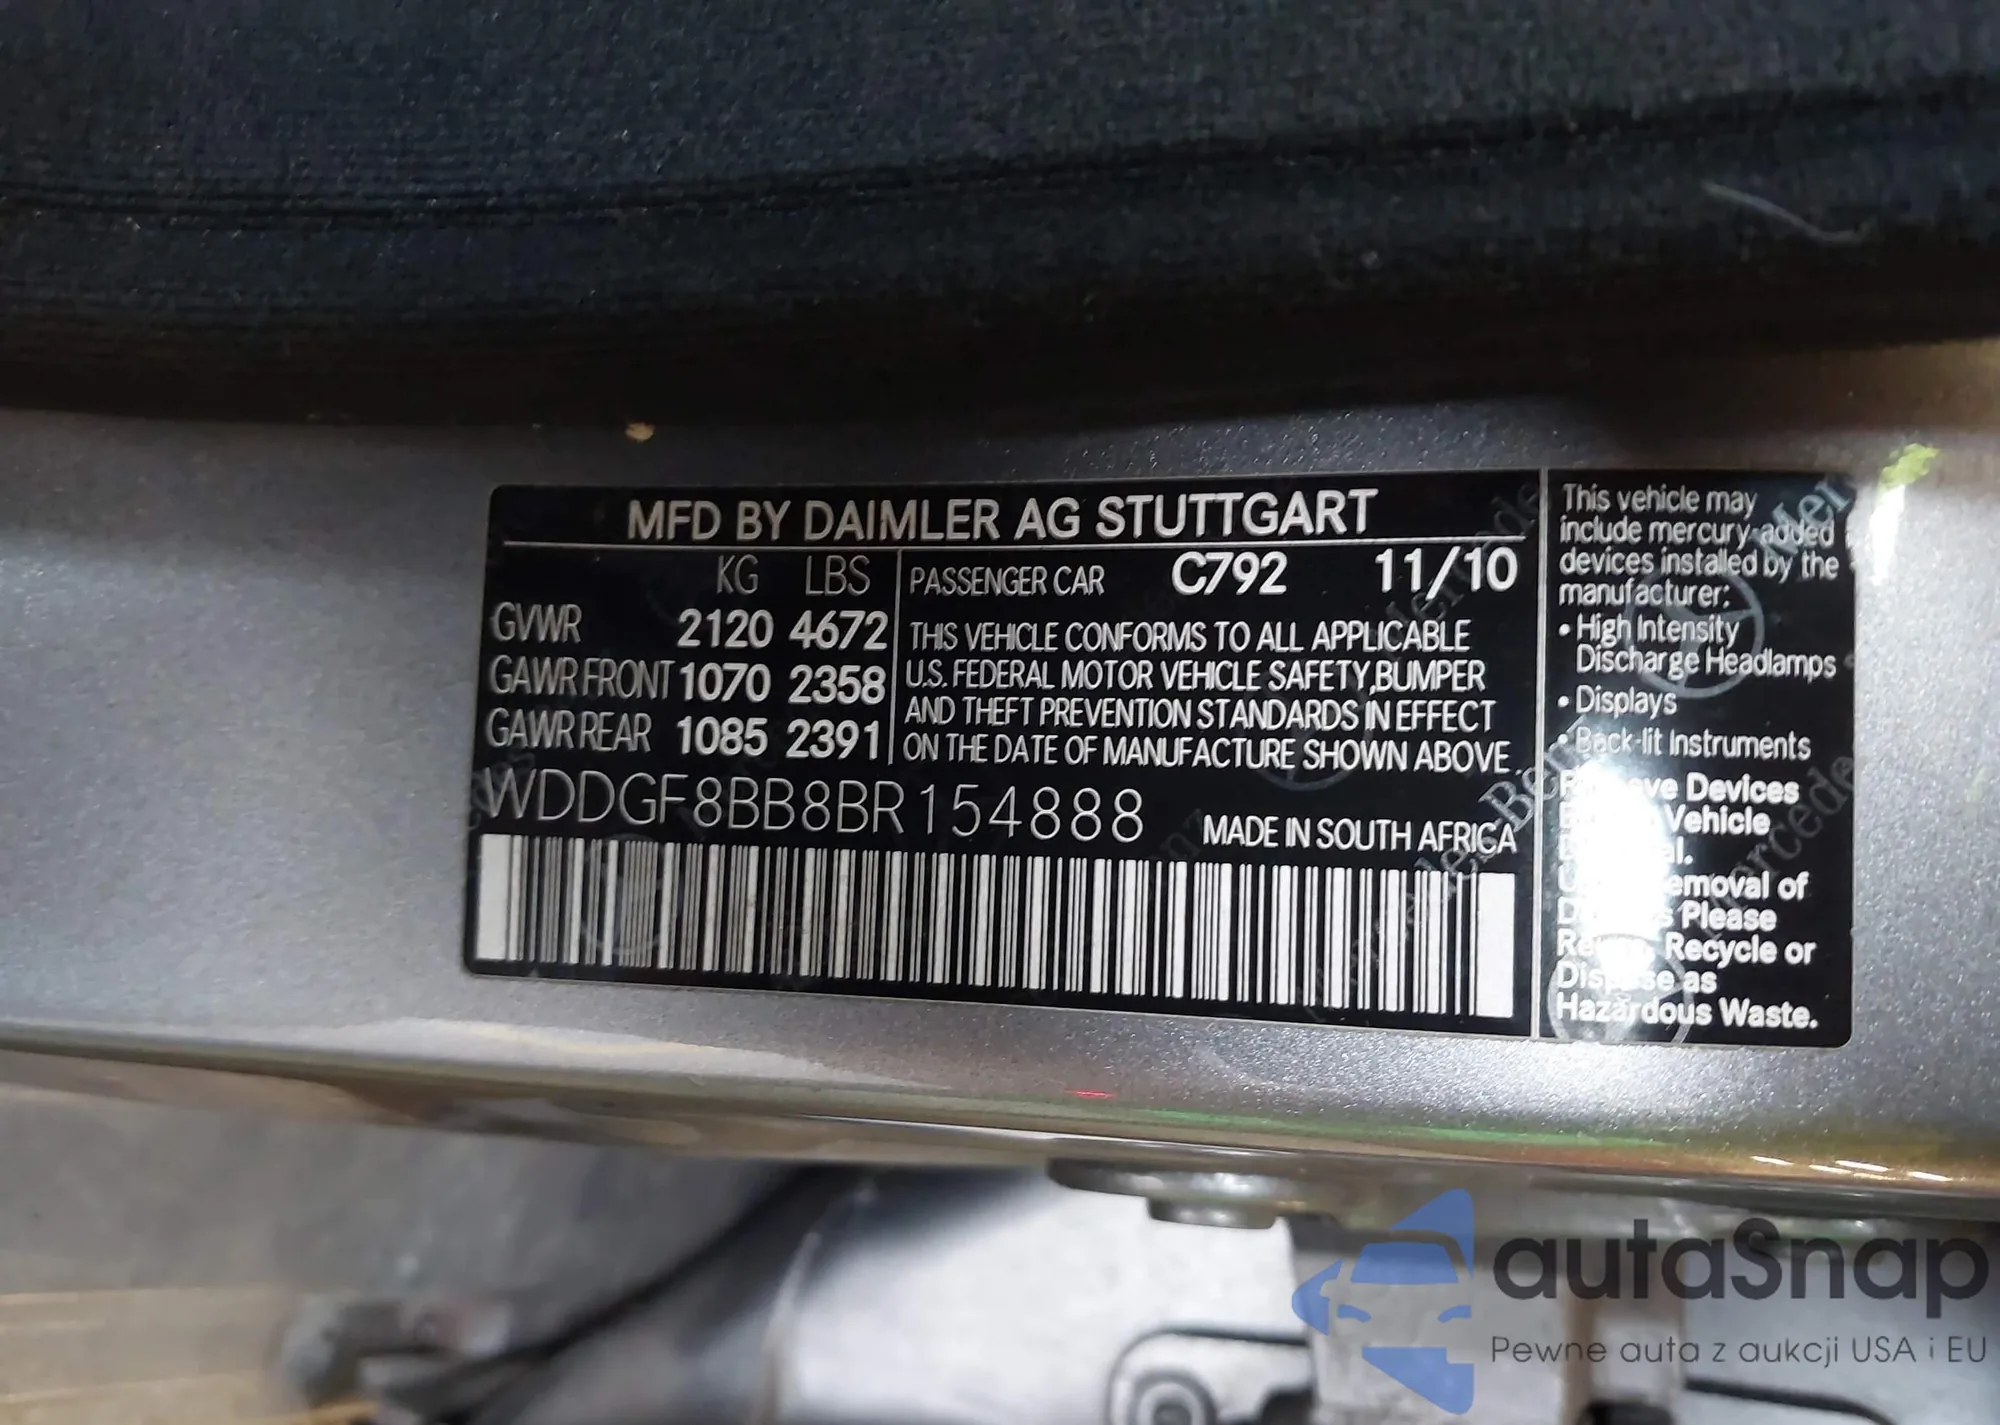 MFD BY DAIMLER AG STUTTGART
KG LBS
GVWR 2120 4672
GAWR FRONT 1070 2358
GAWR REAR 1085 2391
PASSENGER CAR C792 11/10
THIS VEHICLE CONFORMS TO ALL APPLICABLE
U.S. FEDERAL MOTOR VEHICLE SAFETY,BUMPER
AND THEFT PREVENTION STANDARDS IN EFFECT
ON THE DATE OF MANUFACTURE SHOWN ABOVE.
WDDGF8BB8BR154888
MADE IN SOUTH AFRICA
This vehicle may
include mercury-added
devices installed by the
manufacturer:
• High Intensity
Discharge Headlamps
• Displays
• Back-lit Instruments
Remove Devices
Vehicle
Removal of
Please
Recycle or
Dispose as
Hazardous Waste.
autaSnap
Pewne auta z aukcji USA i EU